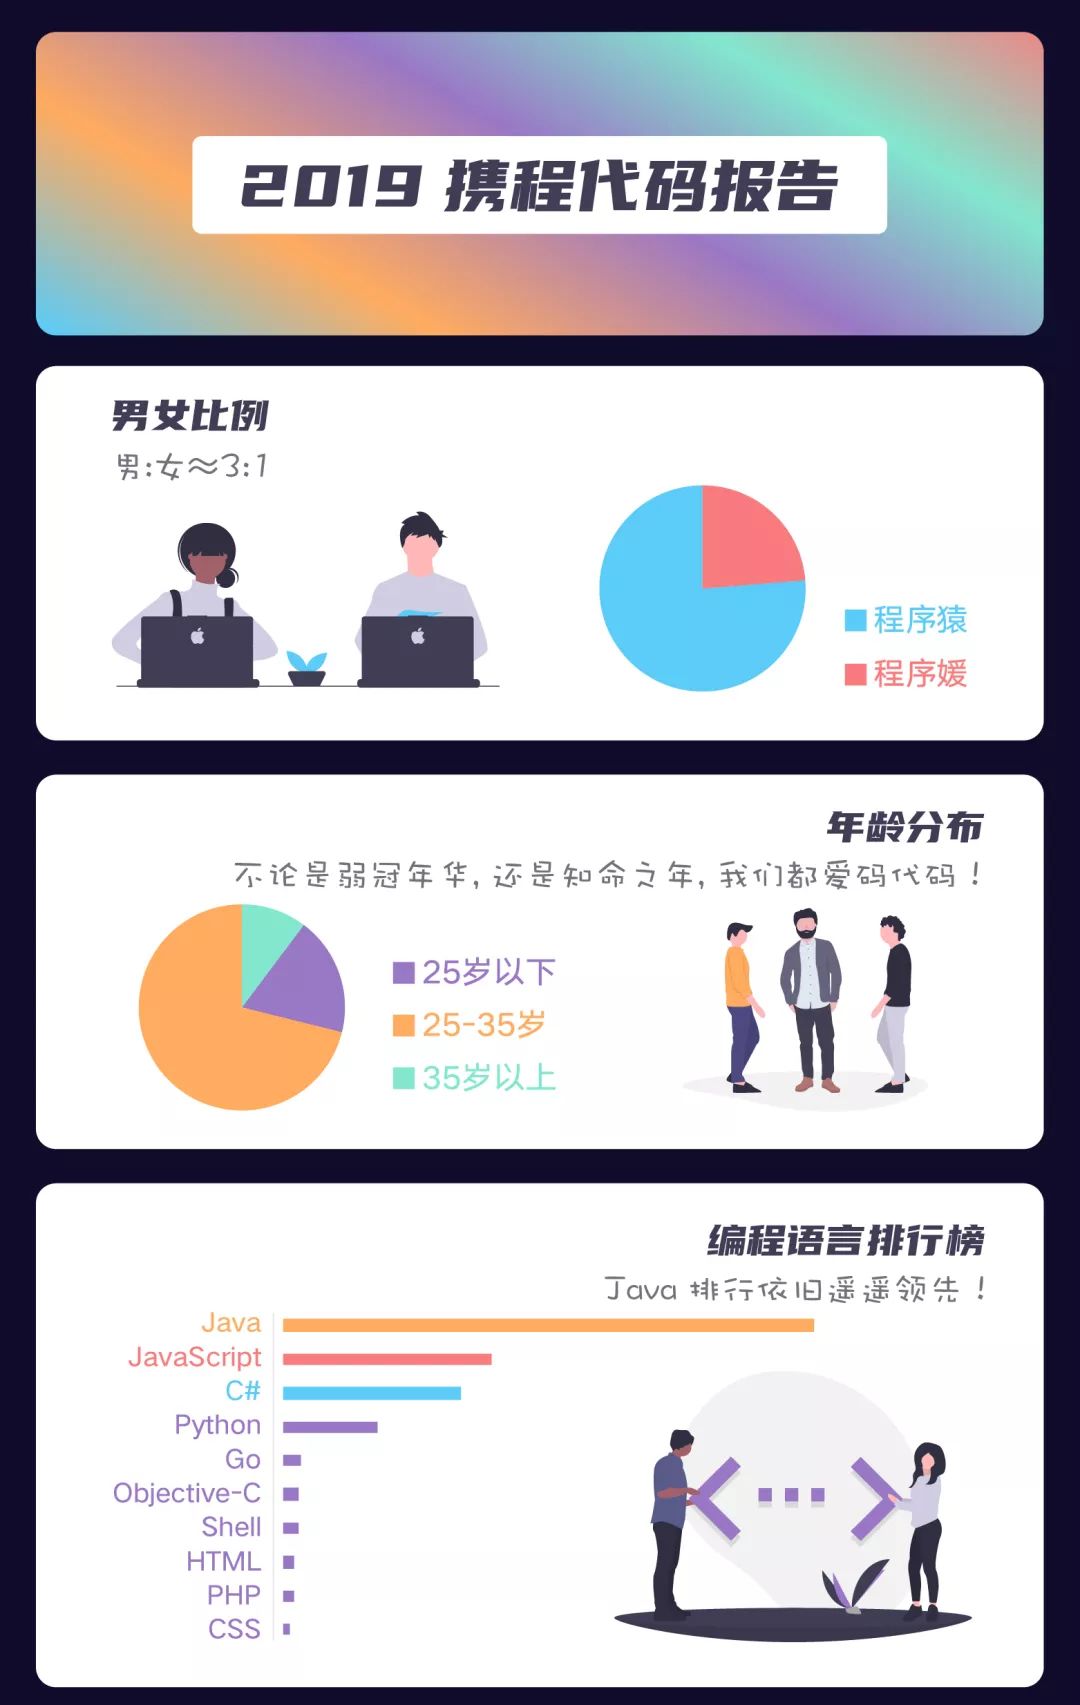 2019 携程代码报告
男女比例
男:女≈3:1
程序猿
程序媛
年龄分布
不论是弱冠年华, 还是知命之年, 我们都爱码代码！
25岁以下
25-35岁
35岁以上
编程语言排行榜
Java 排行依旧遥遥领先！
Java
JavaScript
C#
Python
Go
Objective-C
Shell
HTML
PHP
CSS